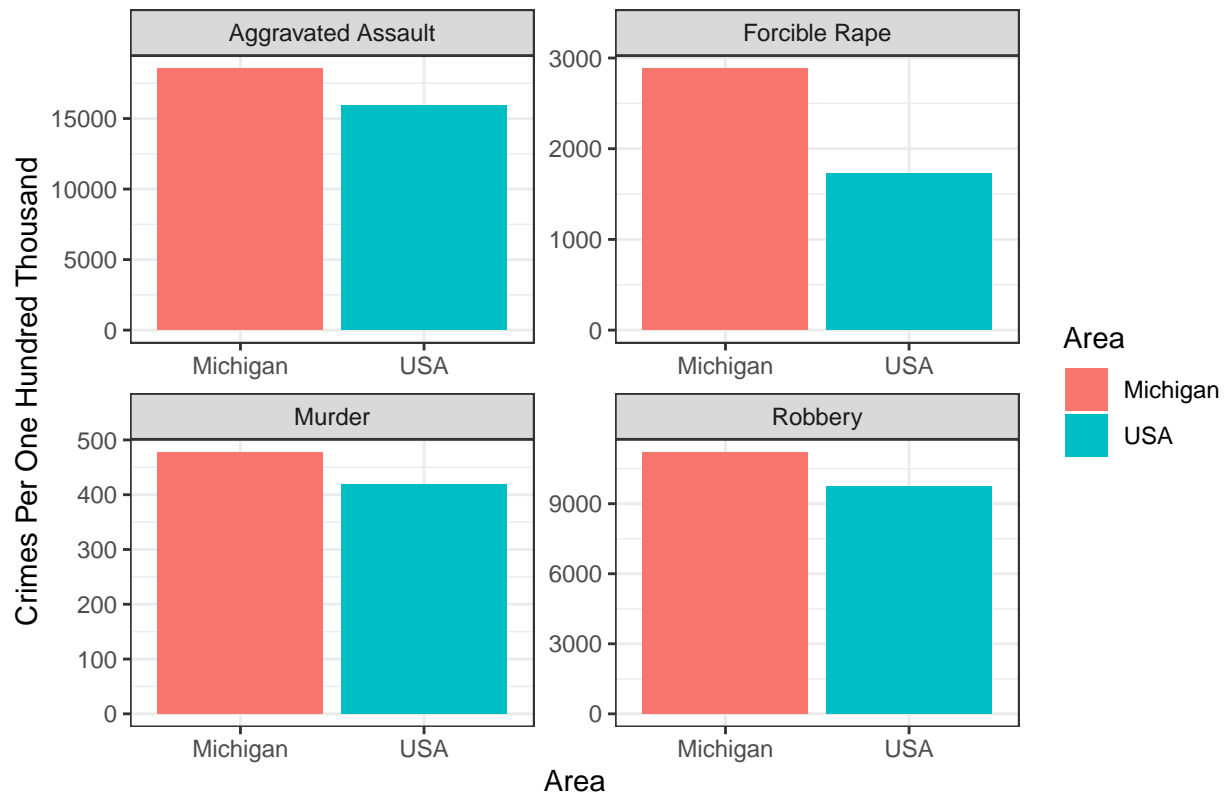 Aggravated Assault
Forcible Rape
15000
10000
5000
0
3000
2000
1000
0
Michigan
USA
Michigan
USA
Murder
Robbery
500
400
300
200
100
0
9000
6000
3000
0
Michigan
USA
Michigan
USA
Crimes Per One Hundred Thousand
Area
Area
Michigan
USA